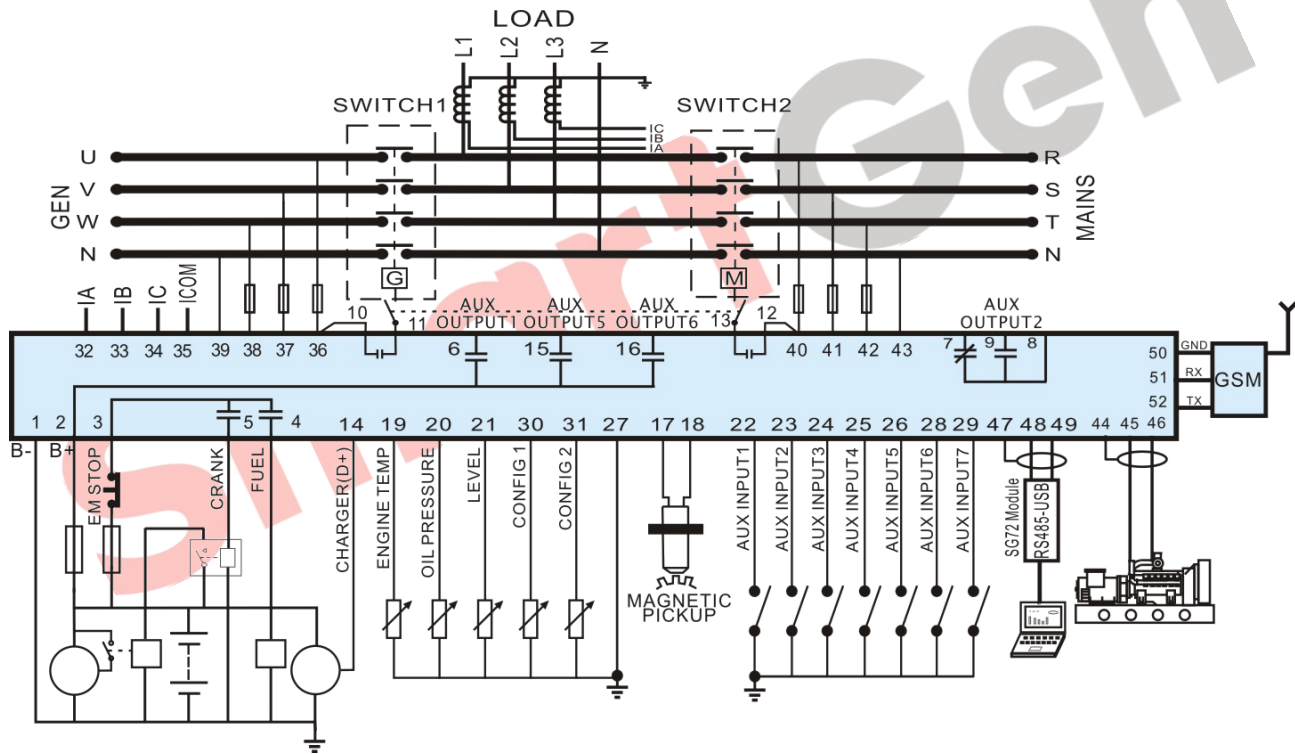 SmartGen
LOAD
L1 L2 L3 N
SWITCH1 SWITCH2
IC
IB
IA
U R
V S
W T
N N
GEN MAINS
G M
IA IB IC ICOM
10 11 13 12
AUX OUTPUT1
AUX OUTPUT5
AUX OUTPUT6
AUX OUTPUT2
32 33 34 35 39 38 37 36 6 15 16 40 41 42 43 7 9 8
50 GND
51 RX
52 TX
GSM
1 2 3 5 4 14 19 20 21 30 31 27 17 18 22 23 24 25 26 28 29 47 48 49 44 45 46
B- B+
EM STOP
CRANK
FUEL
CHARGER(D+)
ENGINE TEMP
OIL PRESSURE
LEVEL
CONFIG 1
CONFIG 2
MAGNETIC
PICKUP
AUX INPUT1
AUX INPUT2
AUX INPUT3
AUX INPUT4
AUX INPUT5
AUX INPUT6
AUX INPUT7
SG72 Module
RS485-USB